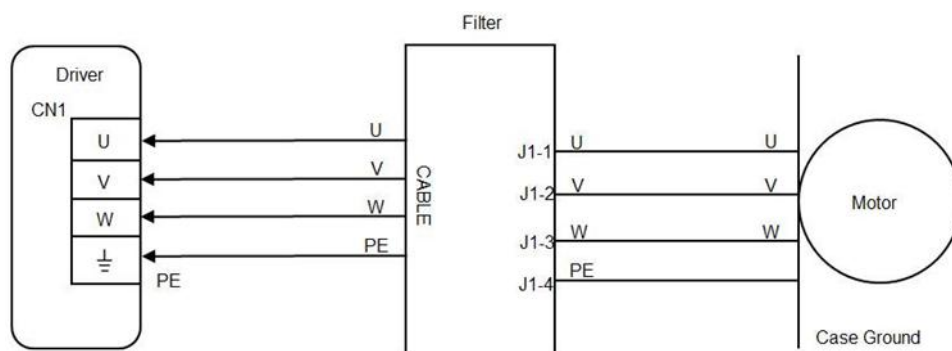 Filter
Driver
CN1
U
V
W
PE
U
V
W
PE
CABLE
J1-1
J1-2
J1-3
J1-4
U
V
W
PE
U
V
W
Motor
Case Ground